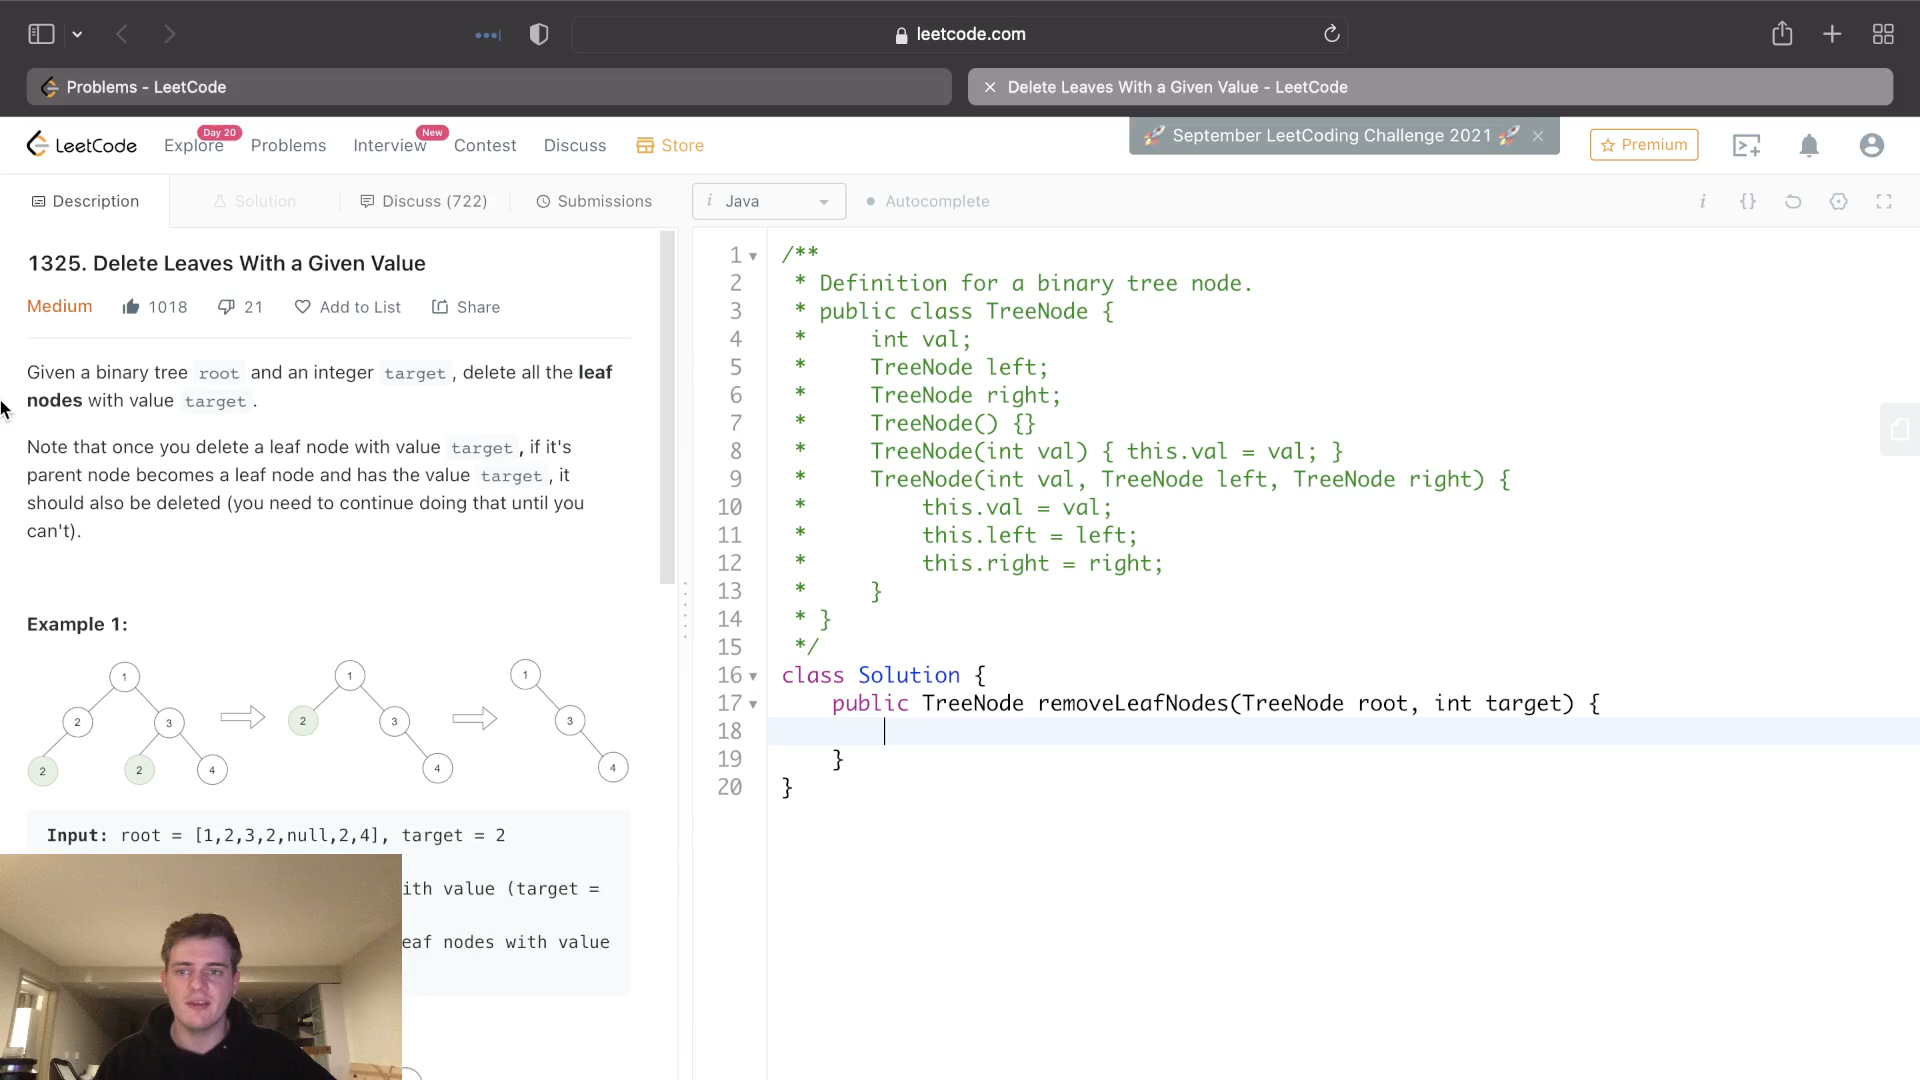 leetcode.com
Problems - LeetCode
Delete Leaves With a Given Value - LeetCode
LeetCode
Explore
Day 20
Problems
Interview
New
Contest
Discuss
Store
🚀 September LeetCoding Challenge 2021 🚀
Premium
Description
Solution
Discuss (722)
Submissions
i Java
Autocomplete
i {}
1325. Delete Leaves With a Given Value
Medium 1018 21 Add to List Share
Given a binary tree root and an integer target, delete all the leaf
nodes with value target.
Note that once you delete a leaf node with value target, if it's
parent node becomes a leaf node and has the value target, it
should also be deleted (you need to continue doing that until you
can't).
Example 1:
1 1 1
2 3 2 3 3
2 2 4 4 4
Input: root = [1,2,3,2,null,2,4], target = 2
ith value (target =
eaf nodes with value
1 /**
2 * Definition for a binary tree node.
3 * public class TreeNode {
4 *     int val;
5 *     TreeNode left;
6 *     TreeNode right;
7 *     TreeNode() {}
8 *     TreeNode(int val) { this.val = val; }
9 *     TreeNode(int val, TreeNode left, TreeNode right) {
10 *         this.val = val;
11 *         this.left = left;
12 *         this.right = right;
13 *     }
14 * }
15 */
16 class Solution {
17     public TreeNode removeLeafNodes(TreeNode root, int target) {
18
19     }
20 }